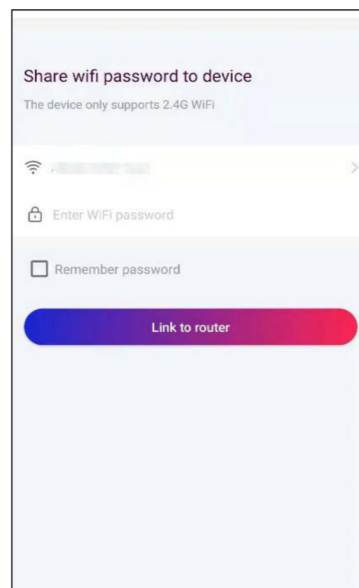 Share wifi password to device
The device only supports 2.4G WiFi
Enter WiFi password
Remember password
Link to router